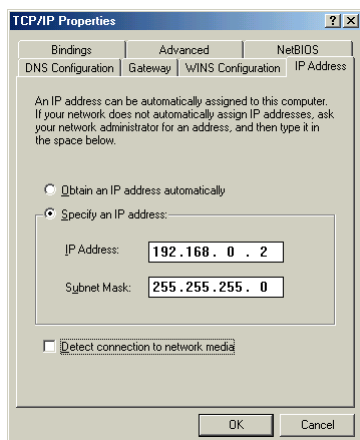 TCP/IP Properties
Bindings Advanced NetBIOS
DNS Configuration Gateway WINS Configuration IP Address
An IP address can be automatically assigned to this computer.
If your network does not automatically assign IP addresses, ask
your network administrator for an address, and then type it in
the space below.
Obtain an IP address automatically
Specify an IP address:
IP Address: 192.168. 0 . 2
Subnet Mask: 255.255.255. 0
Detect connection to network media
OK Cancel